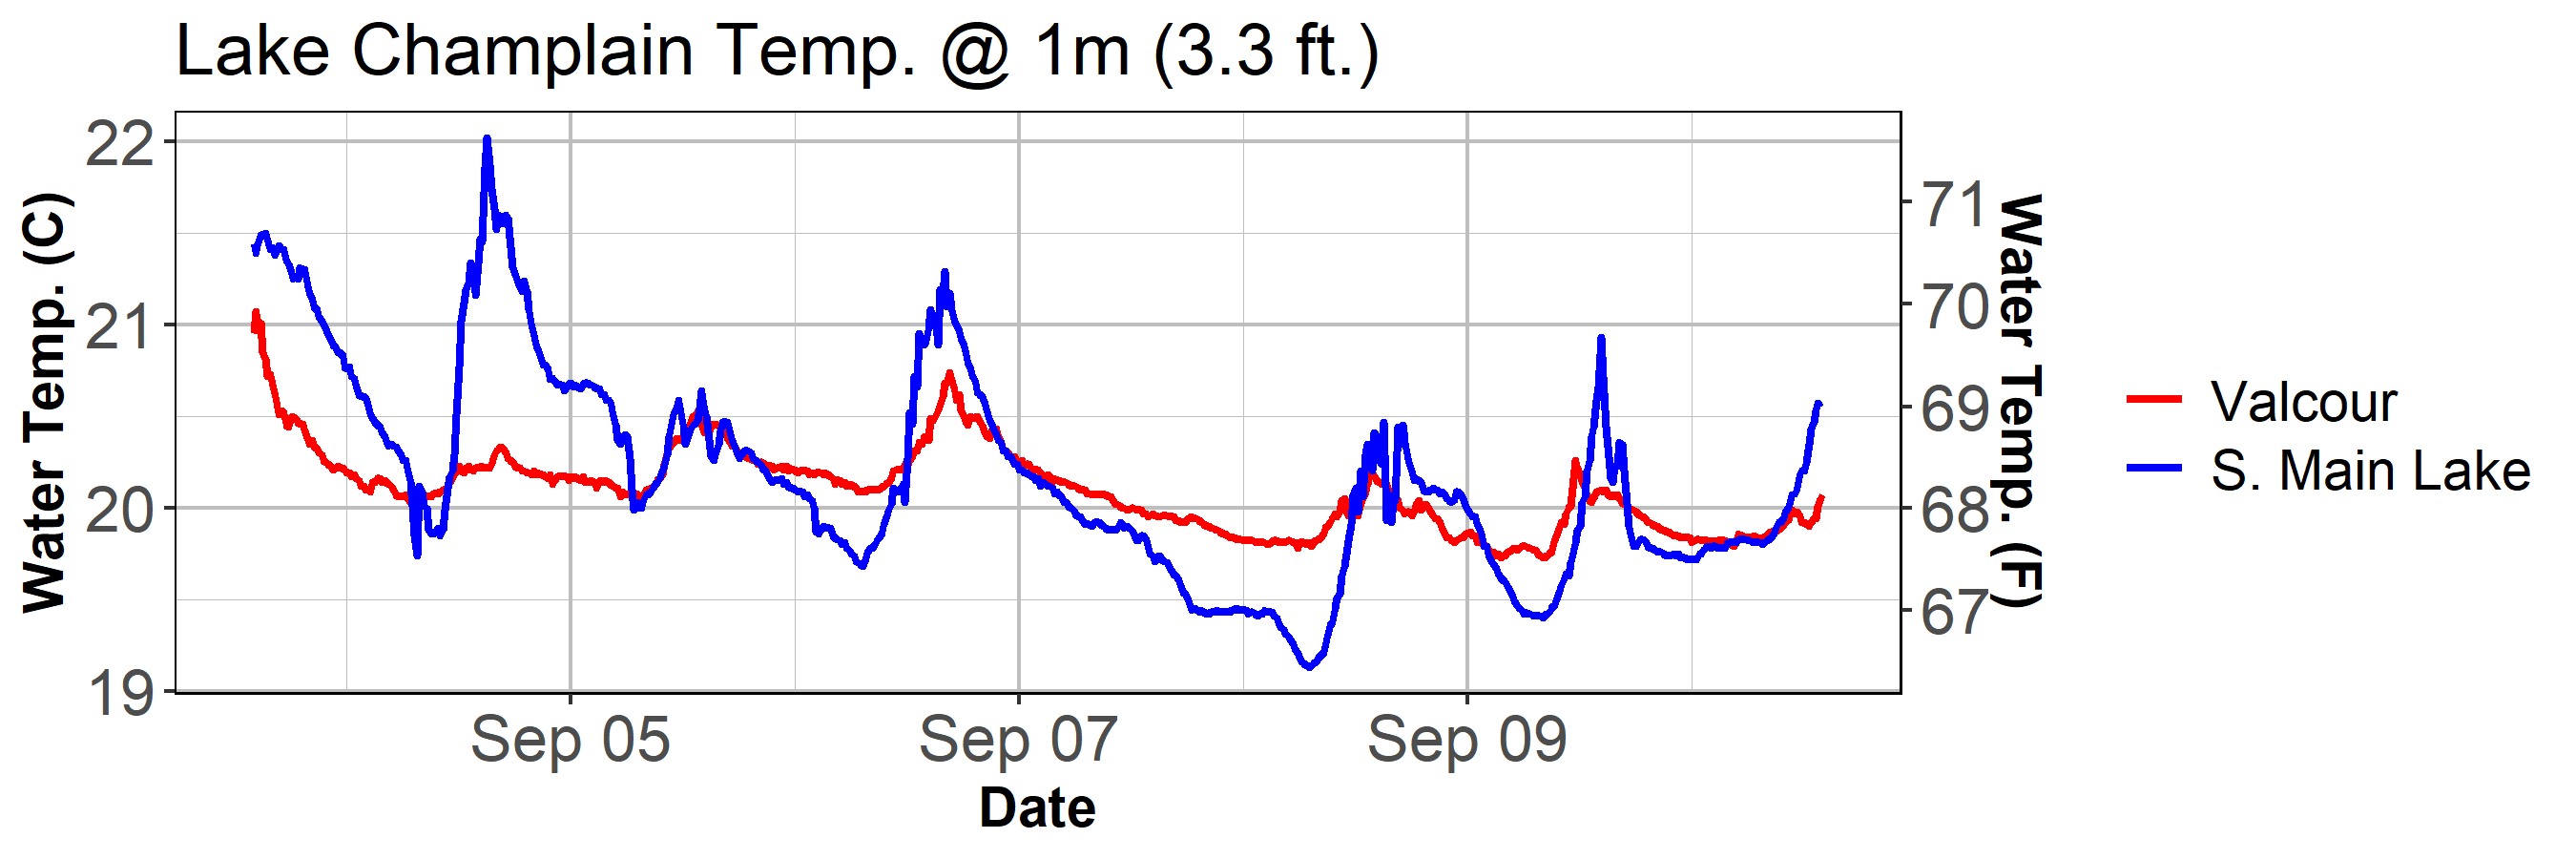 Lake Champlain Temp. @ 1m (3.3 ft.)
Water Temp. (C)
22
21
20
19
71
70
69
68
67
Water Temp. (F)
Sep 05
Sep 07
Sep 09
Date
Valcour
S. Main Lake